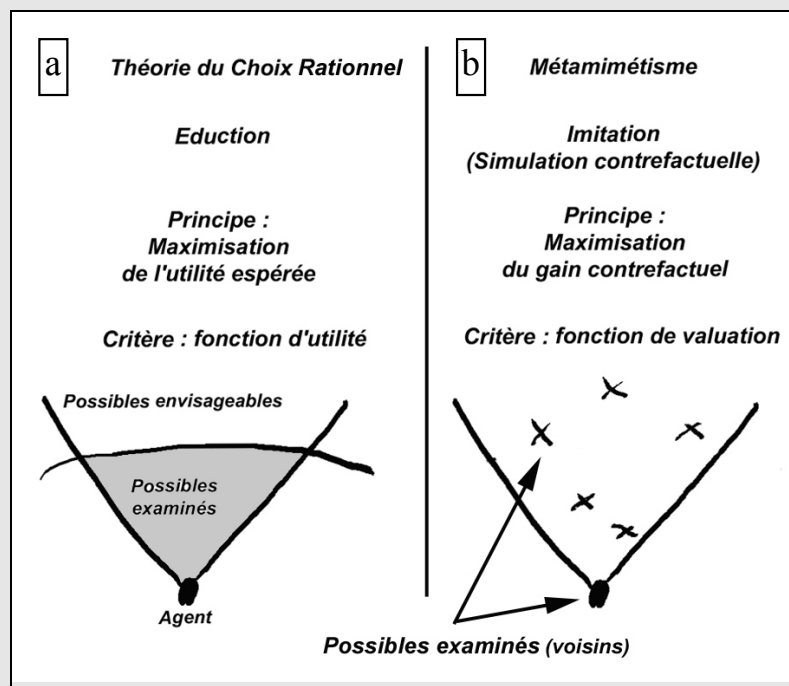 a
Théorie du Choix Rationnel
Eduction
Principe :
Maximisation
de l'utilité espérée
Critère : fonction d'utilité
Possibles envisageables
Possibles
examinés
Agent
b
Métamimétisme
Imitation
(Simulation contrefactuelle)
Principe :
Maximisation
du gain contrefactuel
Critère : fonction de valuation
Possibles examinés (voisins)